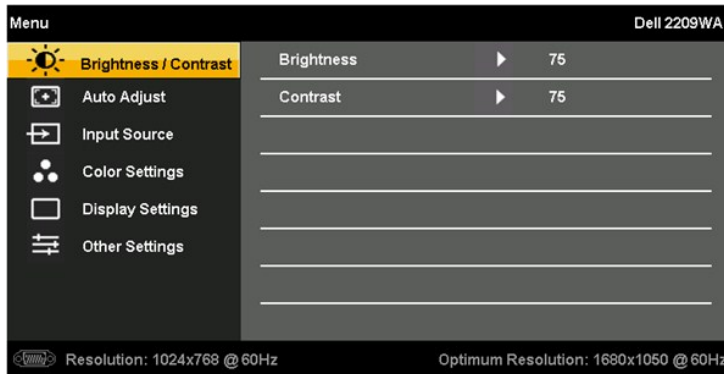 Menu Dell 2209WA
Brightness / Contrast Brightness 75
Auto Adjust Contrast 75
Input Source
Color Settings
Display Settings
Other Settings
Resolution: 1024x768 @ 60Hz Optimum Resolution: 1680x1050 @ 60Hz